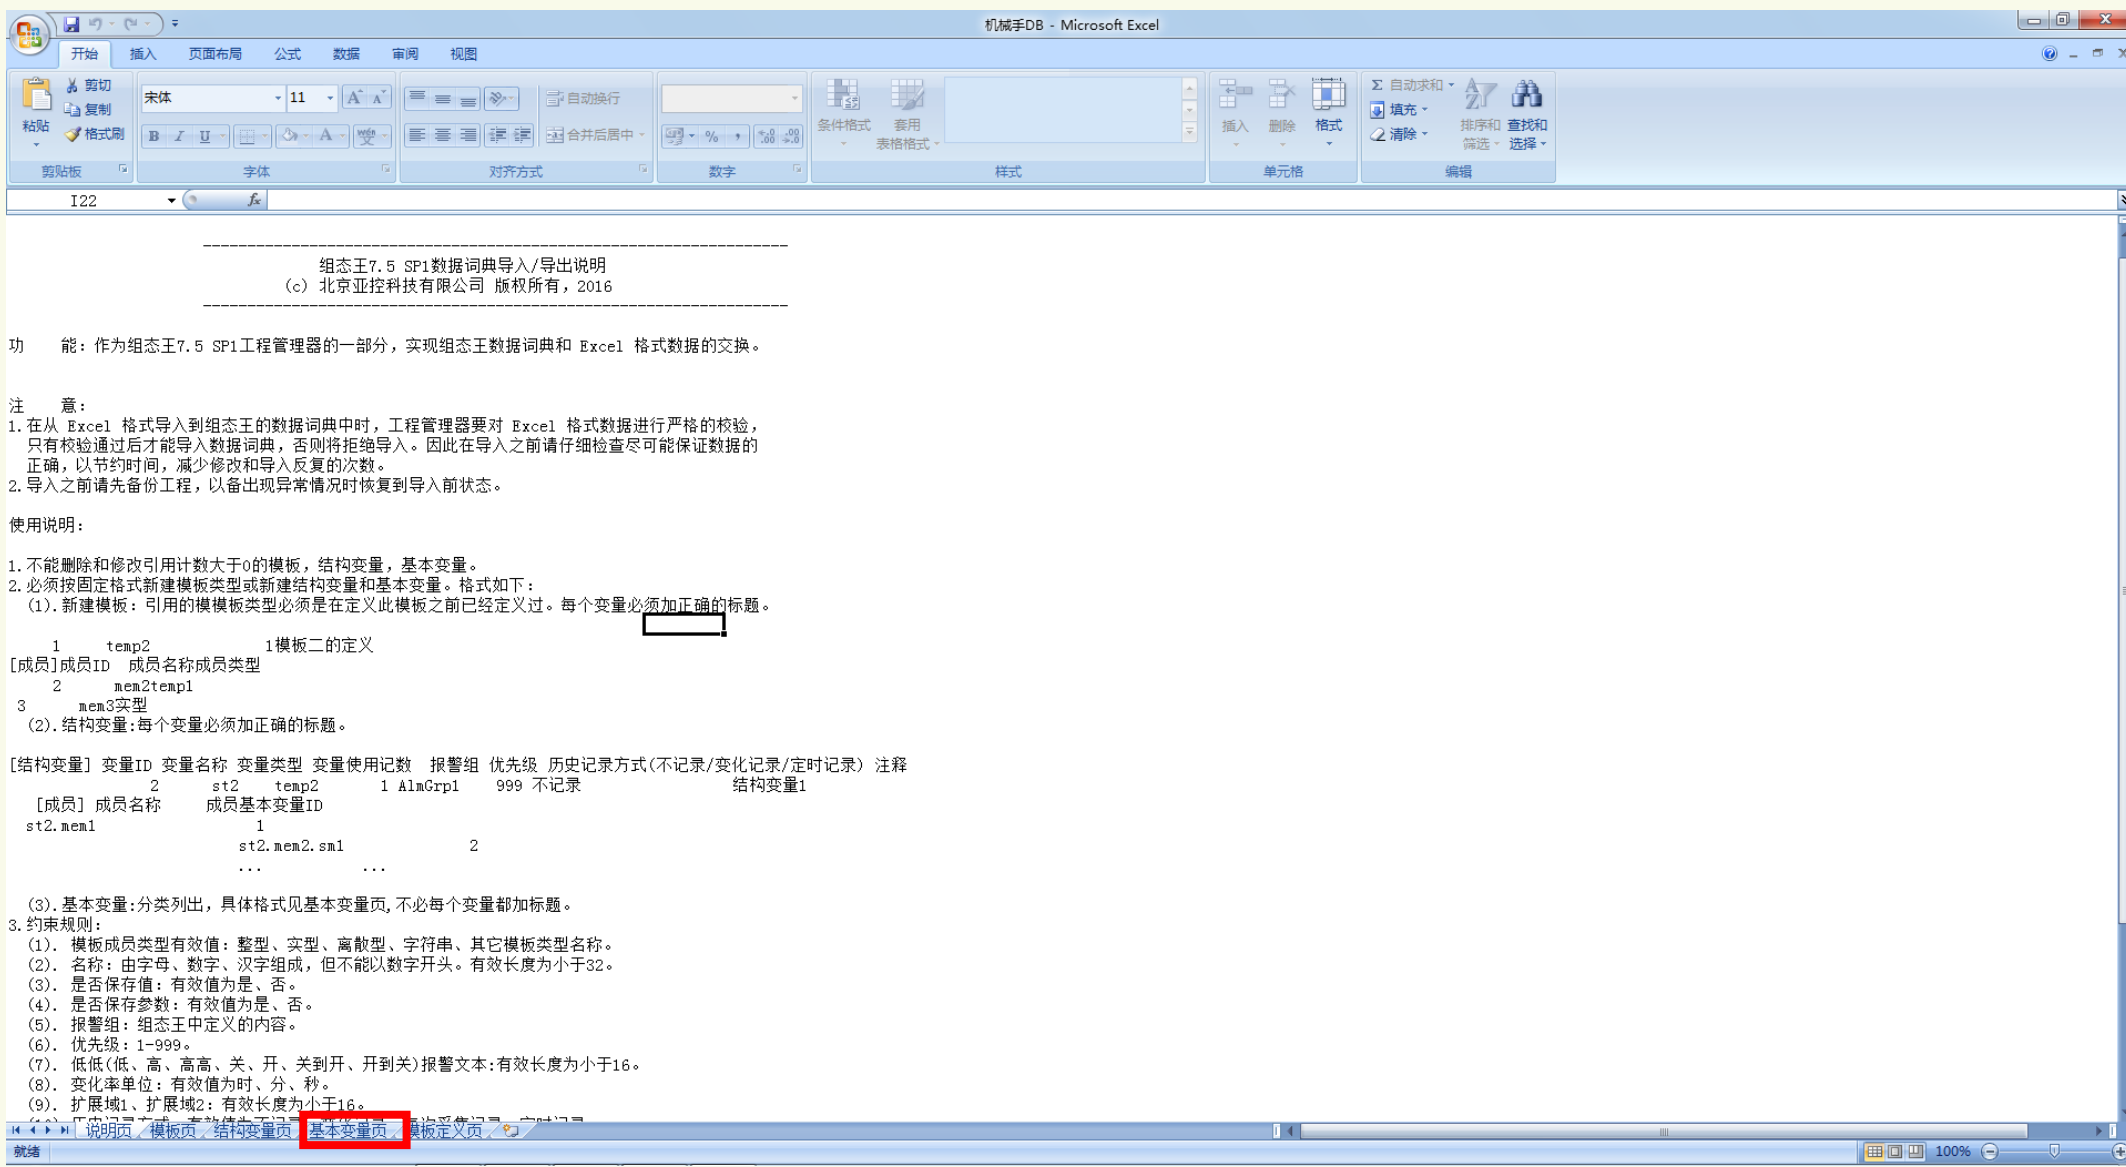 机械手DB - Microsoft Excel
开始 插入 页面布局 公式 数据 审阅 视图
剪切
复制
粘贴 格式刷
宋体 11
自动换行
合并后居中
条件格式 套用
表格格式
插入 删除 格式
Σ 自动求和
填充
清除
排序和
筛选
查找和
选择
剪贴板 字体 对齐方式 数字 样式 单元格 编辑
I22 fx
组态王7.5 SP1数据词典导入/导出说明
(c) 北京亚控科技有限公司 版权所有，2016
功 能：作为组态王7.5 SP1工程管理器的一部分，实现组态王数据词典和 Excel 格式数据的交换。
注 意：
1.在从 Excel 格式导入到组态王的数据词典中时，工程管理器要对 Excel 格式数据进行严格的校验，
只有校验通过后才能导入数据词典，否则将拒绝导入。因此在导入之前请仔细检查尽可能保证数据的
正确，以节约时间，减少修改和导入反复的次数。
2.导入之前请先备份工程，以备出现异常情况时恢复到导入前状态。
使用说明：
1.不能删除和修改引用计数大于0的模板，结构变量，基本变量。
2.必须按固定格式新建模板类型或新建结构变量和基本变量。格式如下：
(1).新建模板：引用的模模板类型必须是在定义此模板之前已经定义过。每个变量必须加正确的标题。
1 temp2 1模板二的定义
[成员]成员ID 成员名称成员类型
2 mem2temp1
3 mem3实型
(2).结构变量:每个变量必须加正确的标题。
[结构变量] 变量ID 变量名称 变量类型 变量使用记数 报警组 优先级 历史记录方式(不记录/变化记录/定时记录) 注释
2 st2 temp2 1 AlmGrp1 999 不记录 结构变量1
[成员] 成员名称 成员基本变量ID
st2.mem1 1
st2.mem2.sm1 2
... ...
(3).基本变量:分类列出，具体格式见基本变量页,不必每个变量都加标题。
3.约束规则:
(1). 模板成员类型有效值：整型、实型、离散型、字符串、其它模板类型名称。
(2). 名称：由字母、数字、汉字组成，但不能以数字开头。有效长度为小于32。
(3). 是否保存值：有效值为是、否。
(4). 是否保存参数：有效值为是、否。
(5). 报警组：组态王中定义的内容。
(6). 优先级：1-999。
(7). 低低(低、高、高高、关、开、关到开、开到关)报警文本:有效长度为小于16。
(8). 变化率单位：有效值为时、分、秒。
(9). 扩展域1、扩展域2：有效长度为小于16。
说明页 模板页 结构变量页 基本变量页 模板定义页
就绪 100%